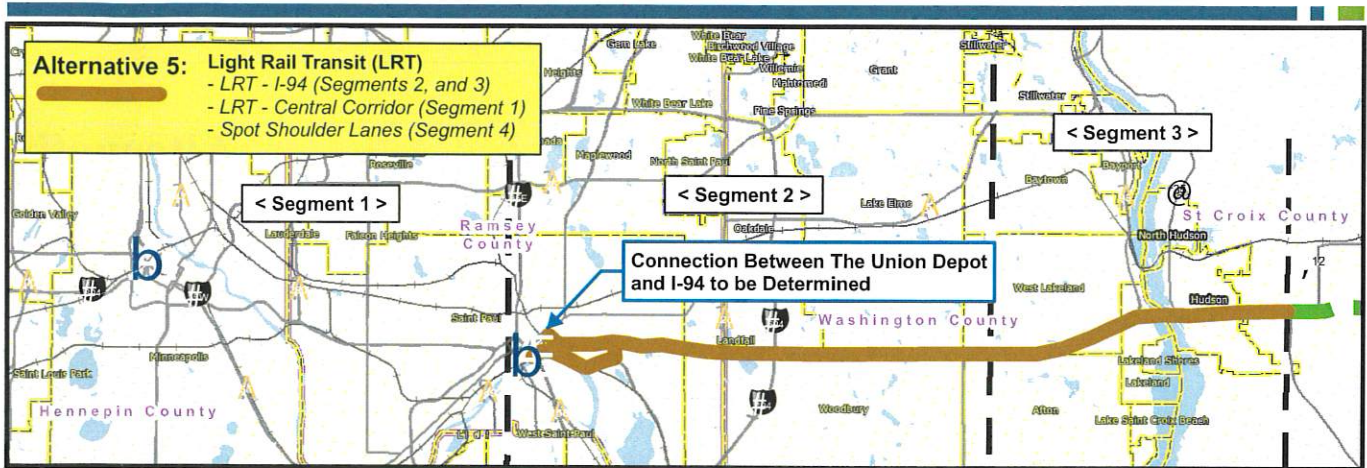 Alternative 5: Light Rail Transit (LRT)
- LRT - I-94 (Segments 2, and 3)
- LRT - Central Corridor (Segment 1)
- Spot Shoulder Lanes (Segment 4)
< Segment 1 >
< Segment 2 >
< Segment 3 >
Connection Between The Union Depot
and I-94 to be Determined
Gem Lake
White Bear
Birchwood Village
White Bear Lake
Willernie
Mahtomedi
Grant
Stillwater
Heights
White Bear Lake
Pine Springs
Stillwater
Roseville
Maplewood
North Saint Paul
Baytown
Bayport
@
Golden Valley
Lauderdale
Falcon Heights
Ramsey
County
Oakdale
Lake Elmo
North Hudson
St Croix County
b
Saint Paul
West Lakeland
Hudson
12
Minneapolis
b
Landfall
Washington County
Saint Louis Park
Lakeland Shores
Lakeland
Hennepin County
West Saint Paul
Woodbury
Afton
Lake Saint Croix Beach